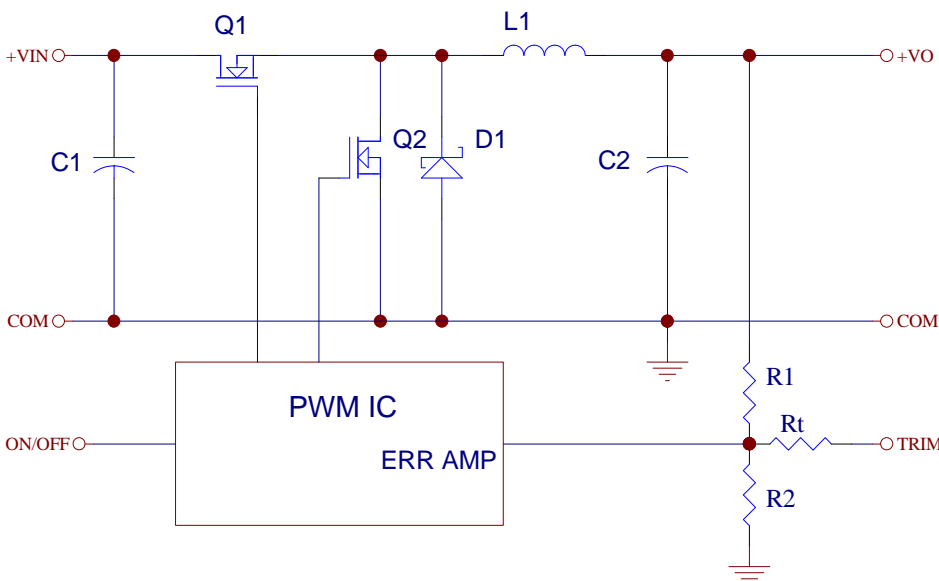 Q1
L1
+VIN
+VO
C1
Q2
D1
C2
COM
COM
PWM IC
R1
Rt
ON/OFF
ERR AMP
TRIM
R2